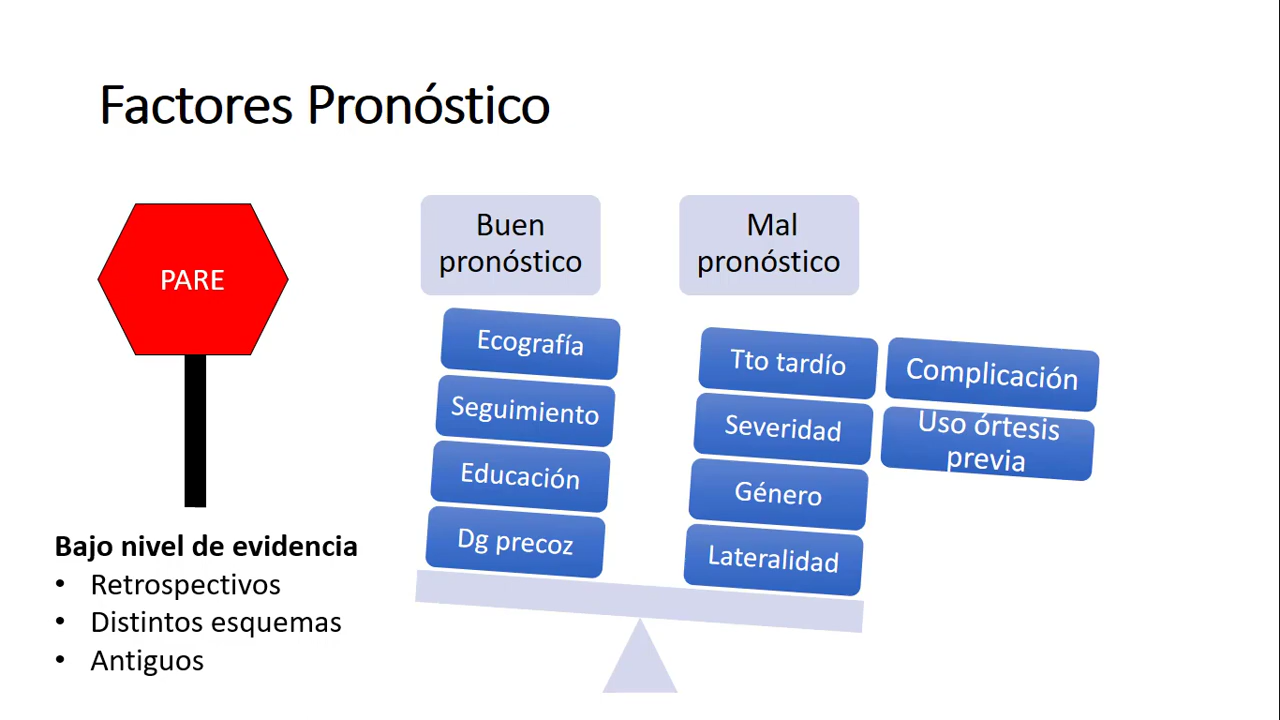 Factores Pronóstico
PARE
Bajo nivel de evidencia
• Retrospectivos
• Distintos esquemas
• Antiguos
Buen
pronóstico
Ecografía
Seguimiento
Educación
Dg precoz
Mal
pronóstico
Tto tardío
Severidad
Género
Lateralidad
Complicación
Uso órtesis
previa